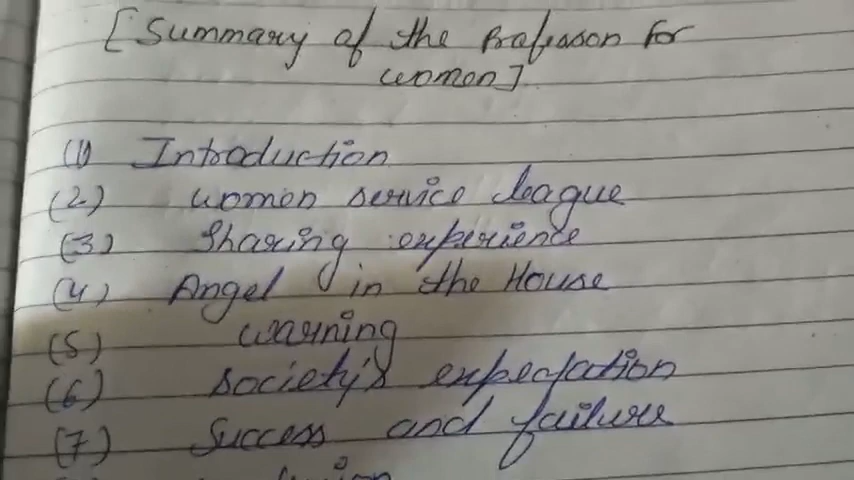 [Summary of the Profession For
women]
(1) Introduction
(2) women service league
(3) Sharing experience
(4) Angel in the House
(5) warning
(6) society's expectation
(7) Success and failure